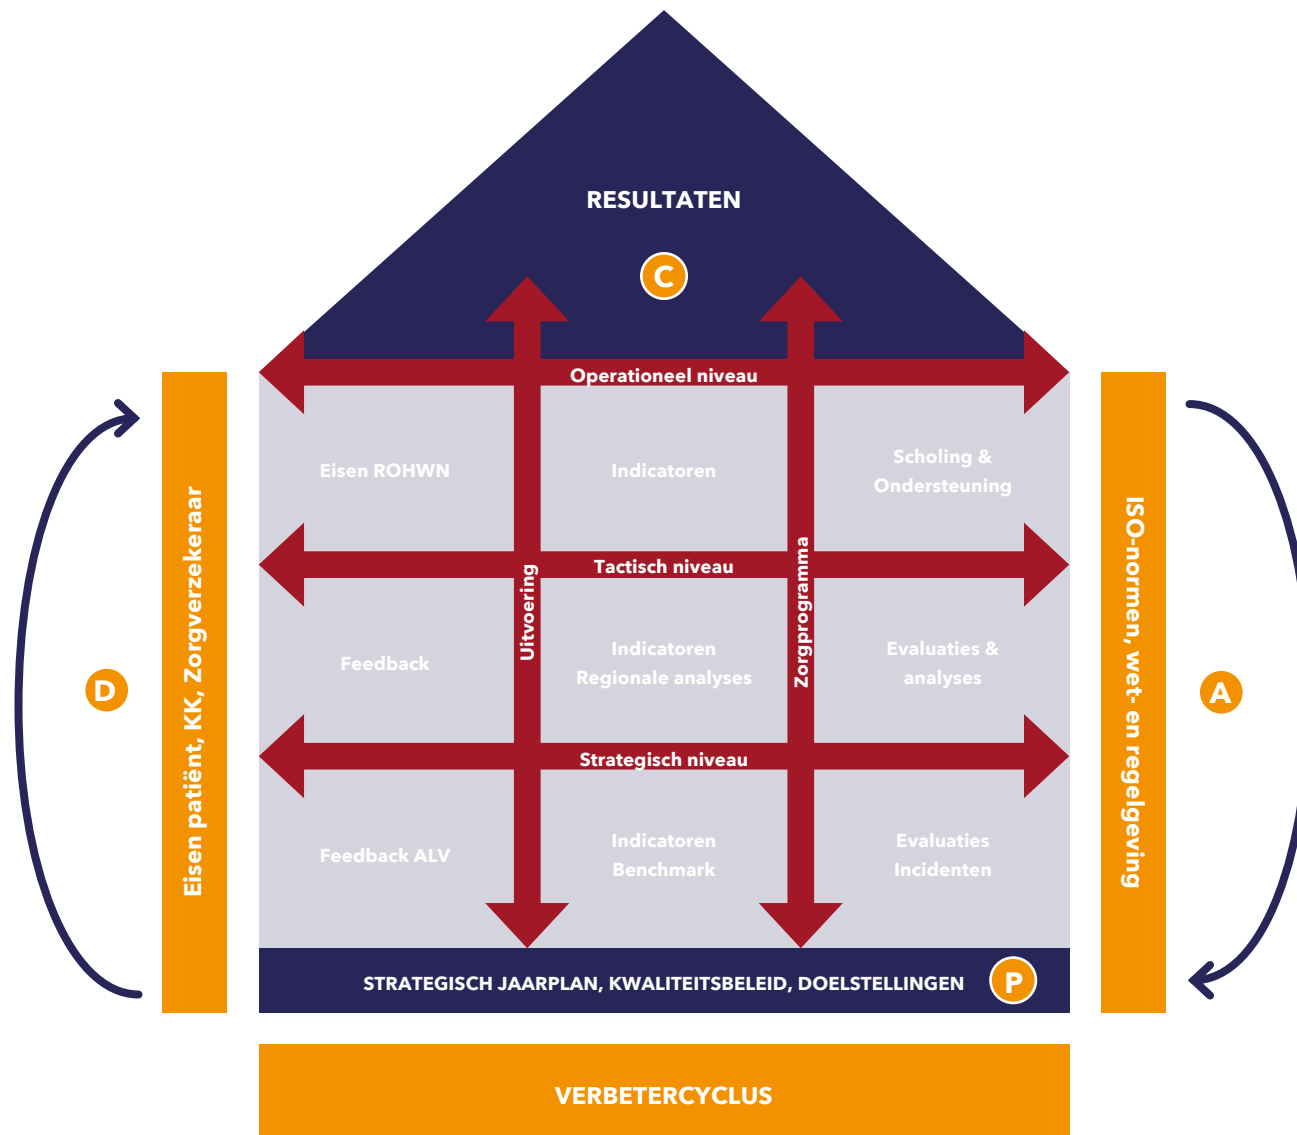 RESULTATEN
C
Operationeel niveau
Eisen ROHWN
Indicatoren
Scholing &
Ondersteuning
Tactisch niveau
Uitvoering
Zorgprogramma
Feedback
Indicatoren
Regionale analyses
Evaluaties &
analyses
Strategisch niveau
Feedback ALV
Indicatoren
Benchmark
Evaluaties
Incidenten
D
Eisen patiënt, KK, Zorgverzekeraar
ISO-normen, wet- en regelgeving
A
STRATEGISCH JAARPLAN, KWALITEITSBELEID, DOELSTELLINGEN
P
VERBETERCYCLUS